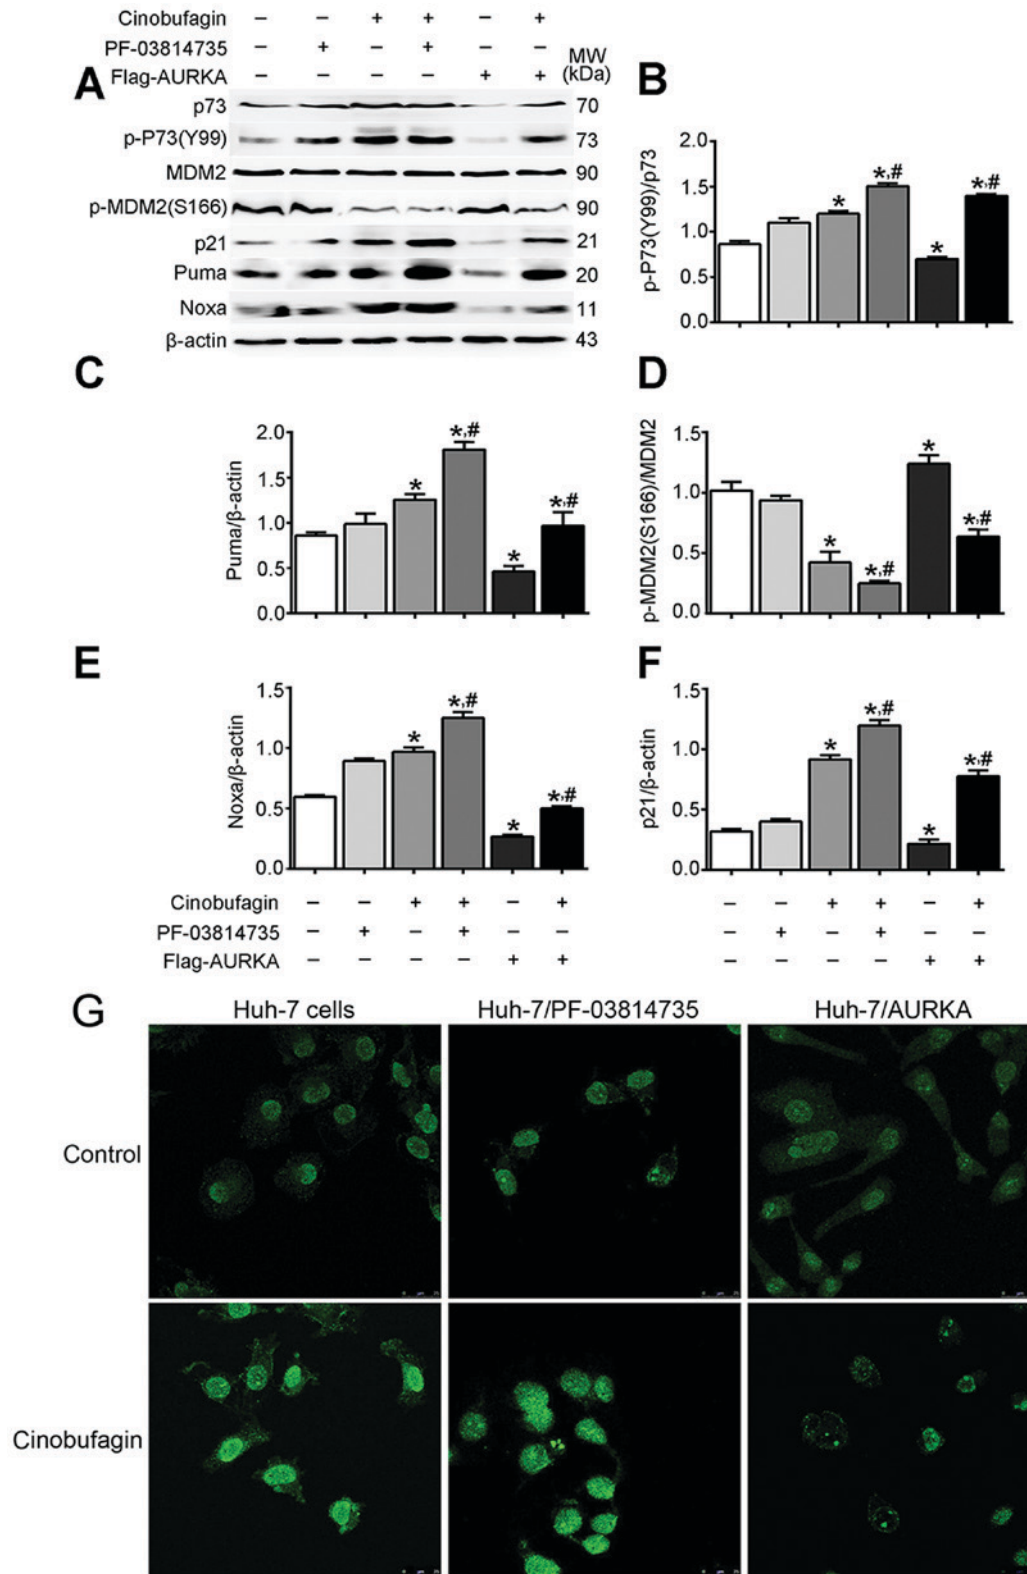 Cinobufagin − − + + − +
PF-03814735 − + − + − −
Flag-AURKA − − − − + +
MW
(kDa)
A
p73 70
p-P73(Y99) 73
MDM2 90
p-MDM2(S166) 90
p21 21
Puma 20
Noxa 11
β-actin 43
B
p-P73(Y99)/p73
2.0
1.5
1.0
0.5
0.0
*
*,#
*
*,#
C
Puma/β-actin
2.0
1.5
1.0
0.5
0.0
*
*,#
*
*,#
D
p-MDM2(S166)/MDM2
1.5
1.0
0.5
0.0
*
*,#
*
*,#
E
Noxa/β-actin
1.5
1.0
0.5
0.0
*
*,#
*
*,#
F
p21/β-actin
1.5
1.0
0.5
0.0
*
*,#
*
*,#
Cinobufagin − − + + − + − − + + − +
PF-03814735 − + − + − − − + − + − −
Flag-AURKA − − − − + + − − − − + +
G
Huh-7 cells Huh-7/PF-03814735 Huh-7/AURKA
Control
Cinobufagin